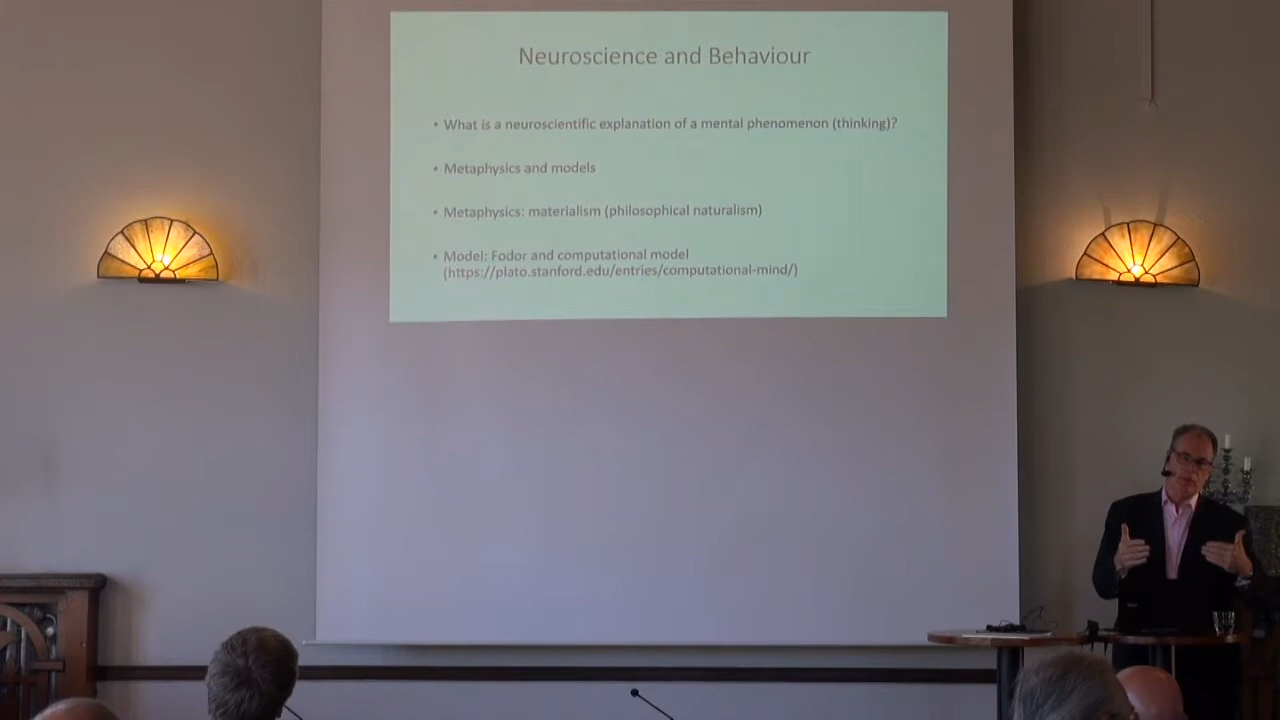 Neuroscience and Behaviour
• What is a neuroscientific explanation of a mental phenomenon (thinking)?
• Metaphysics and models
• Metaphysics: materialism (philosophical naturalism)
• Model: Fodor and computational model
(https://plato.stanford.edu/entries/computational-mind/)